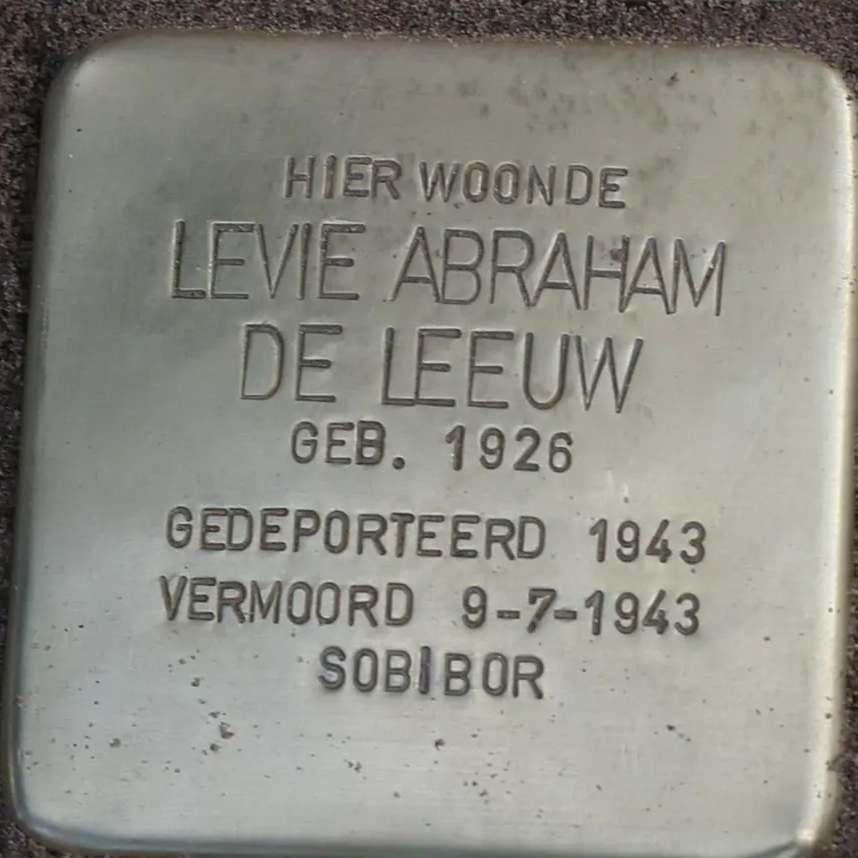 HIER WOONDE
LEVIE ABRAHAM
DE LEEUW
GEB. 1926
GEDEPORTEERD 1943
VERMOORD 9-7-1943
SOBIBOR